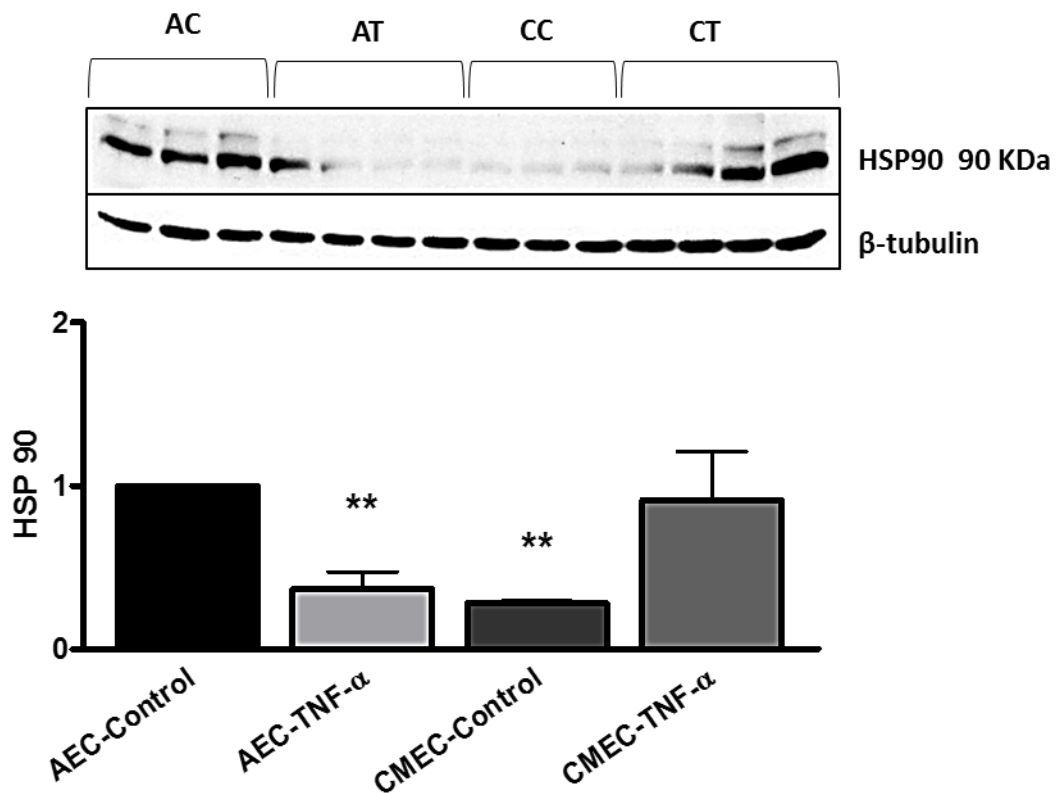 AC AT CC CT
HSP90 90 KDa
β-tubulin
2
1
0
HSP 90
**
**
AEC-Control
AEC-TNF-α
CMEC-Control
CMEC-TNF-α